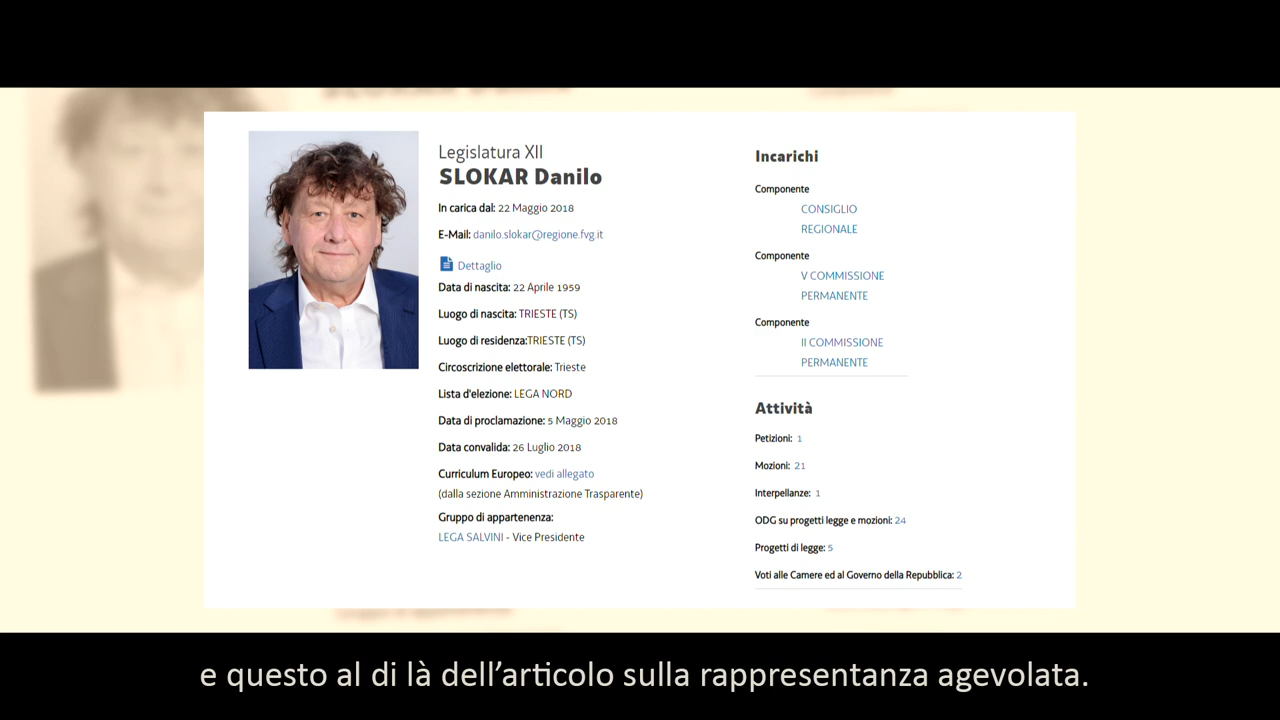 Legislatura XII
SLOKAR Danilo
In carica dal: 22 Maggio 2018
E-Mail: danilo.slokar@regione.fvg.it
Dettaglio
Data di nascita: 22 Aprile 1959
Luogo di nascita: TRIESTE (TS)
Luogo di residenza:TRIESTE (TS)
Circoscrizione elettorale: Trieste
Lista d'elezione: LEGA NORD
Data di proclamazione: 5 Maggio 2018
Data convalida: 26 Luglio 2018
Curriculum Europeo: vedi allegato
(dalla sezione Amministrazione Trasparente)
Gruppo di appartenenza:
LEGA SALVINI - Vice Presidente
Incarichi
Componente
CONSIGLIO
REGIONALE
Componente
V COMMISSIONE
PERMANENTE
Componente
II COMMISSIONE
PERMANENTE
Attività
Petizioni: 1
Mozioni: 21
Interpellanze: 1
ODG su progetti legge e mozioni: 24
Progetti di legge: 5
Voti alle Camere ed al Governo della Repubblica: 2
e questo al di là dell’articolo sulla rappresentanza agevolata.